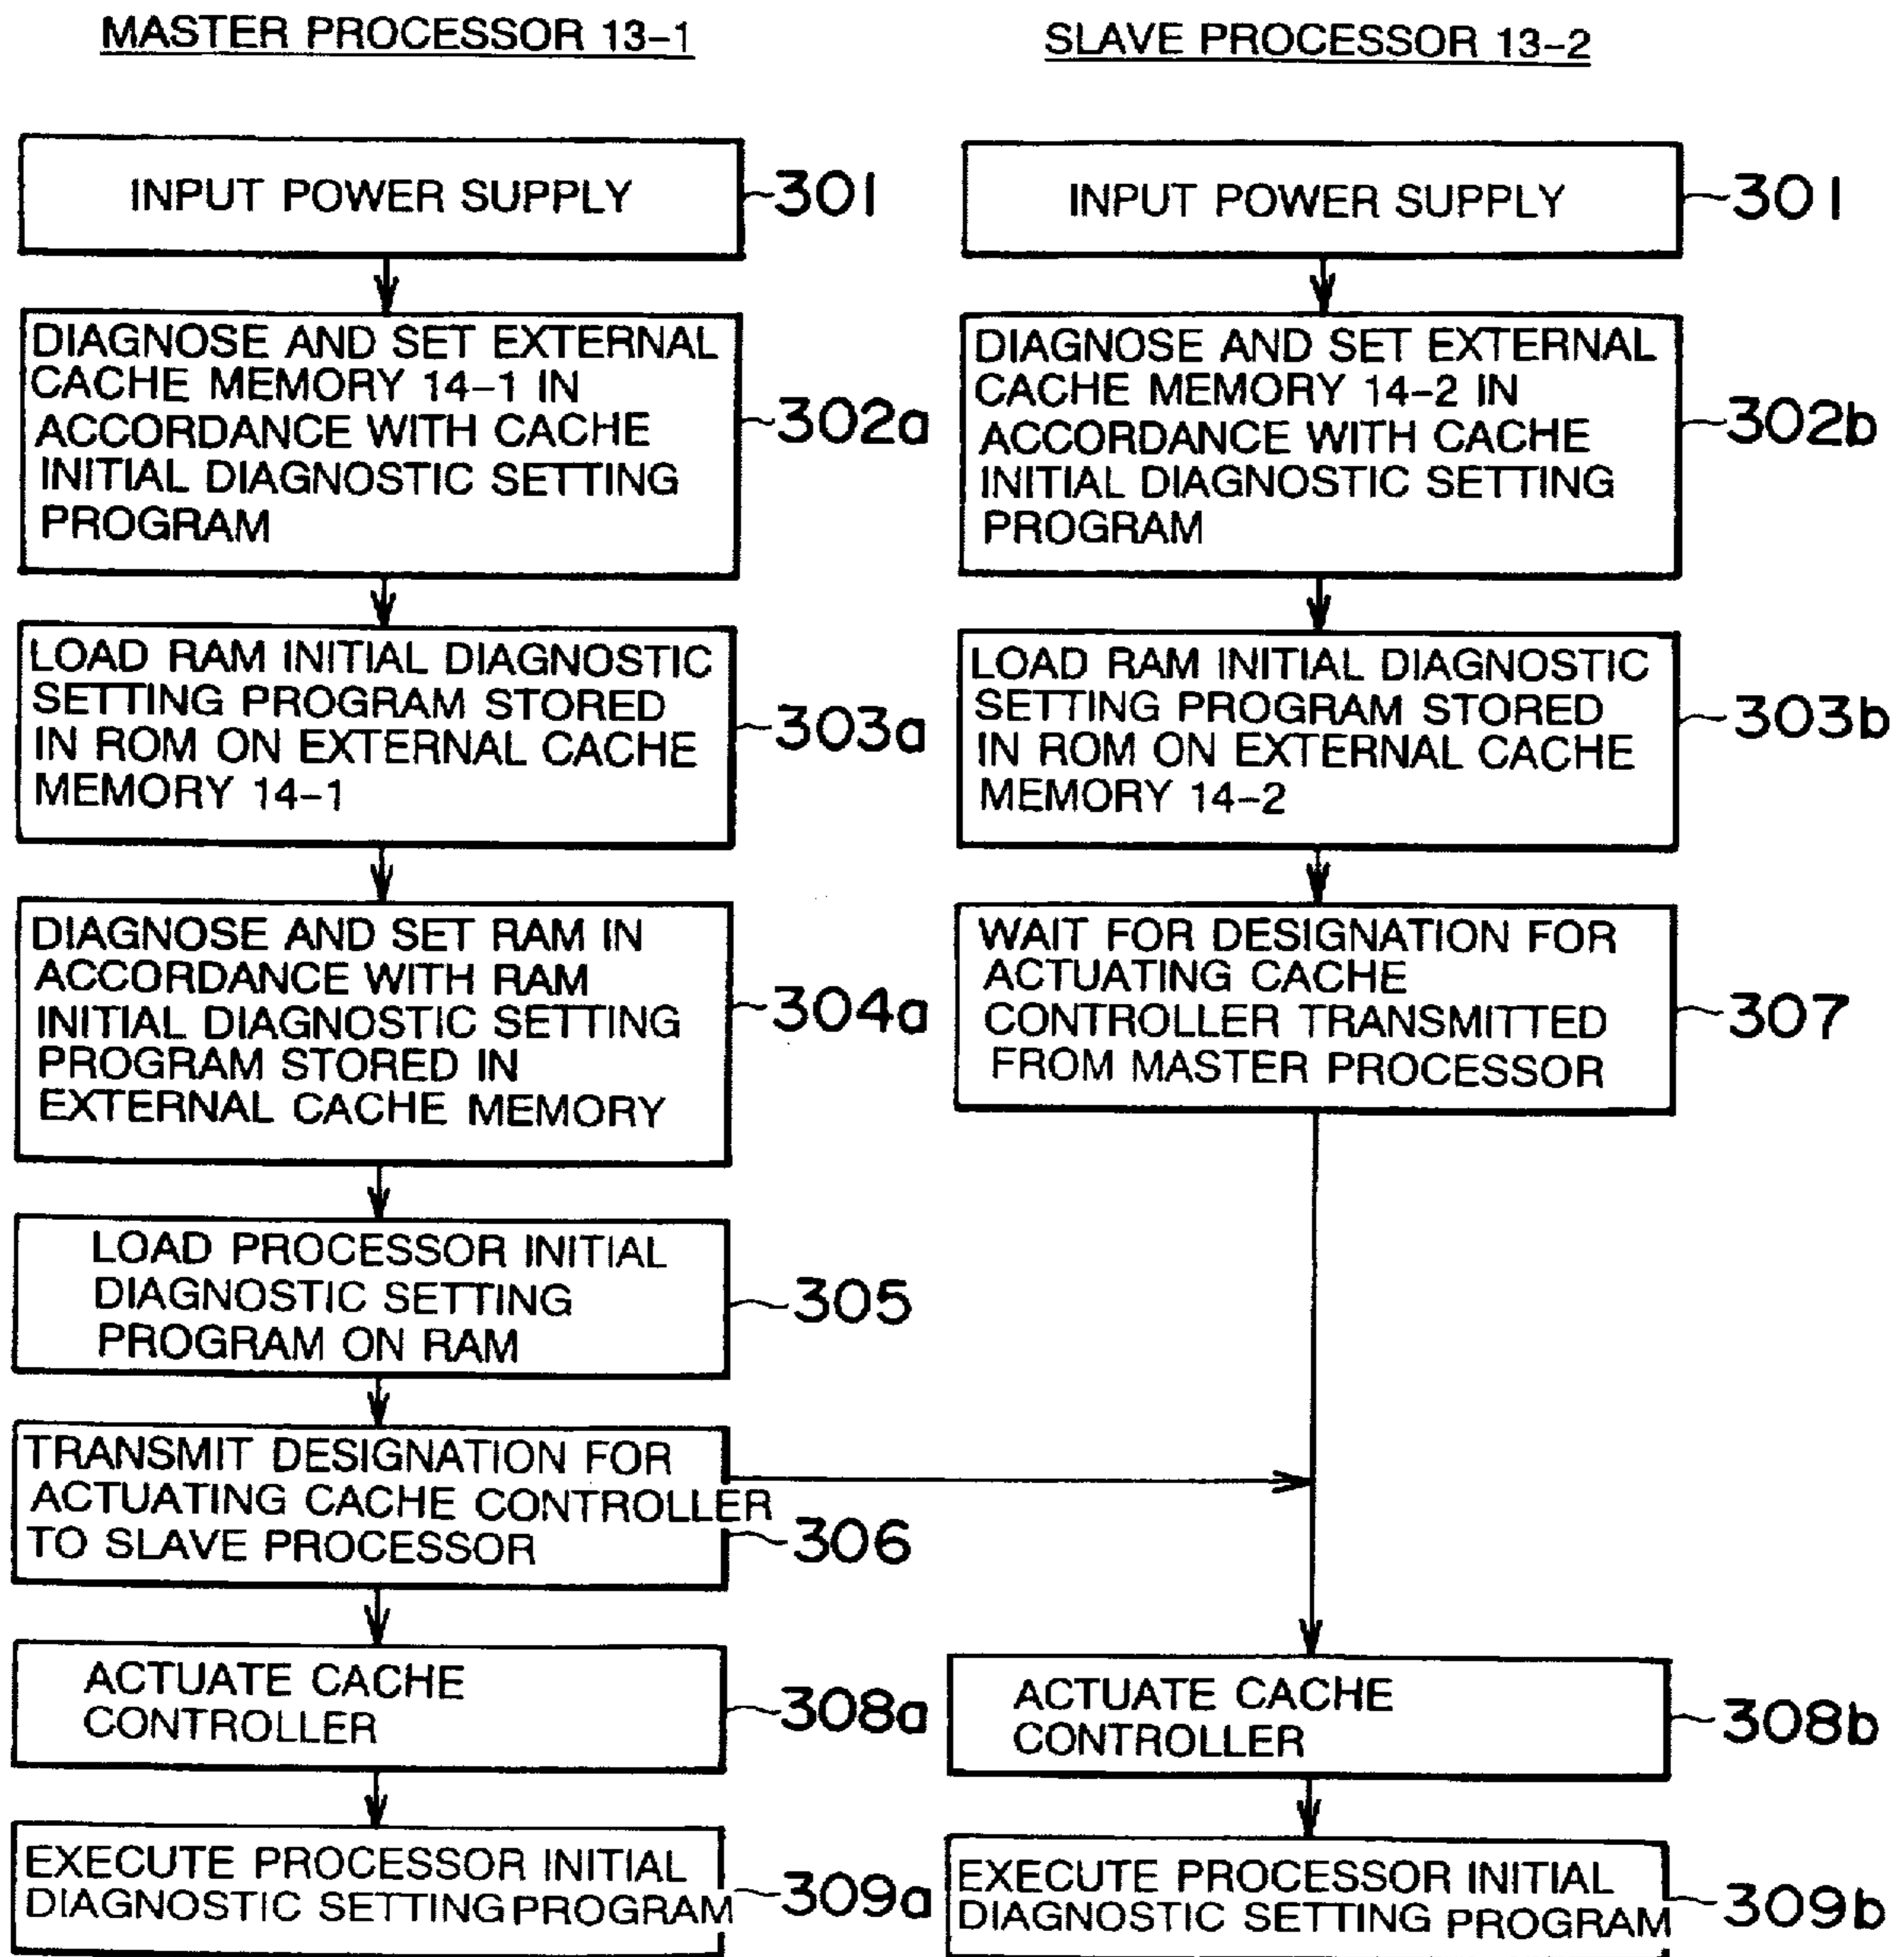 MASTER PROCESSOR 13-1
INPUT POWER SUPPLY
301
DIAGNOSE AND SET EXTERNAL
CACHE MEMORY 14-1 IN
ACCORDANCE WITH CACHE
INITIAL DIAGNOSTIC SETTING
PROGRAM
302a
LOAD RAM INITIAL DIAGNOSTIC
SETTING PROGRAM STORED
IN ROM ON EXTERNAL CACHE
MEMORY 14-1
303a
DIAGNOSE AND SET RAM IN
ACCORDANCE WITH RAM
INITIAL DIAGNOSTIC SETTING
PROGRAM STORED IN
EXTERNAL CACHE MEMORY
304a
LOAD PROCESSOR INITIAL
DIAGNOSTIC SETTING
PROGRAM ON RAM
305
TRANSMIT DESIGNATION FOR
ACTUATING CACHE CONTROLLER
TO SLAVE PROCESSOR
306
ACTUATE CACHE
CONTROLLER
308a
EXECUTE PROCESSOR INITIAL
DIAGNOSTIC SETTING PROGRAM
309a
SLAVE PROCESSOR 13-2
INPUT POWER SUPPLY
301
DIAGNOSE AND SET EXTERNAL
CACHE MEMORY 14-2 IN
ACCORDANCE WITH CACHE
INITIAL DIAGNOSTIC SETTING
PROGRAM
302b
LOAD RAM INITIAL DIAGNOSTIC
SETTING PROGRAM STORED
IN ROM ON EXTERNAL CACHE
MEMORY 14-2
303b
WAIT FOR DESIGNATION FOR
ACTUATING CACHE
CONTROLLER TRANSMITTED
FROM MASTER PROCESSOR
307
ACTUATE CACHE
CONTROLLER
308b
EXECUTE PROCESSOR INITIAL
DIAGNOSTIC SETTING PROGRAM
309b